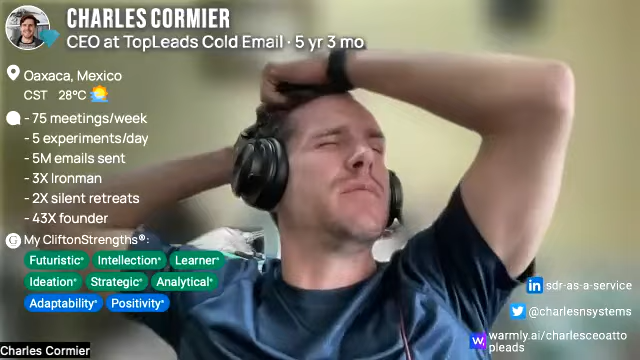 CHARLES CORMIER
CEO at TopLeads Cold Email · 5 yr 3 mo
Oaxaca, Mexico
CST 28°C
- 75 meetings/week
- 5 experiments/day
- 5M emails sent
- 3X Ironman
- 2X silent retreats
- 43X founder
G My CliftonStrengths®:
Futuristic® Intellection® Learner®
Ideation® Strategic® Analytical®
Adaptability® Positivity®
in sdr-as-a-service
@charlesnsystems
W. warmly.ai/charlesceoatto
pleads
Charles Cormier